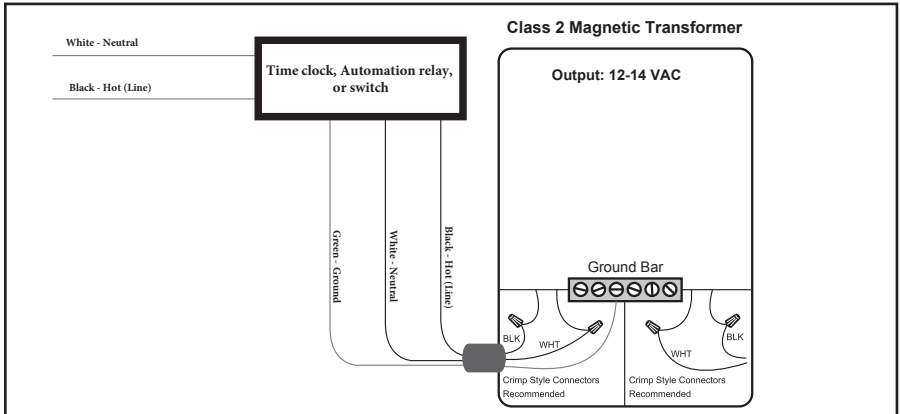 Class 2 Magnetic Transformer
White - Neutral
Time clock, Automation relay,
or switch
Output: 12-14 VAC
Black - Hot (Line)
Green - Ground
White - Neutral
Black - Hot (Line)
Ground Bar
BLK
WHT
WHT
BLK
Crimp Style Connectors
Recommended
Crimp Style Connectors
Recommended